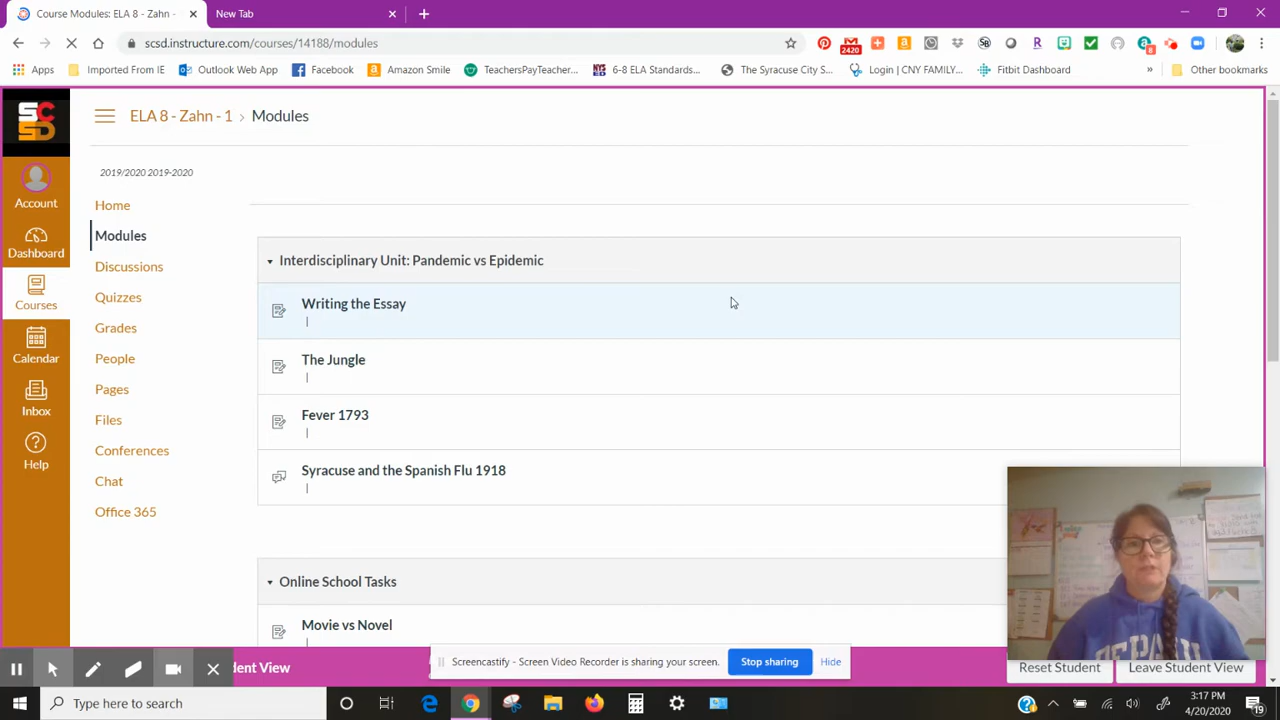 Course Modules: ELA 8 - Zahn -
New Tab
scsd.instructure.com/courses/14188/modules
2420
8
Apps
Imported From IE
Outlook Web App
Facebook
Amazon Smile
TeachersPayTeacher...
6-8 ELA Standards...
The Syracuse City S...
Login | CNY FAMILY...
Fitbit Dashboard
»
Other bookmarks
SCSD
ELA 8 - Zahn - 1 › Modules
2019/2020 2019-2020
Account
Dashboard
Courses
Calendar
Inbox
Help
Home
Modules
Discussions
Quizzes
Grades
People
Pages
Files
Conferences
Chat
Office 365
Interdisciplinary Unit: Pandemic vs Epidemic
Writing the Essay
|
The Jungle
|
Fever 1793
|
Syracuse and the Spanish Flu 1918
|
Online School Tasks
Movie vs Novel
dent View
Screencastify - Screen Video Recorder is sharing your screen.
Stop sharing
Hide
Reset Student
Leave Student View
Type here to search
3:17 PM
4/20/2020
19